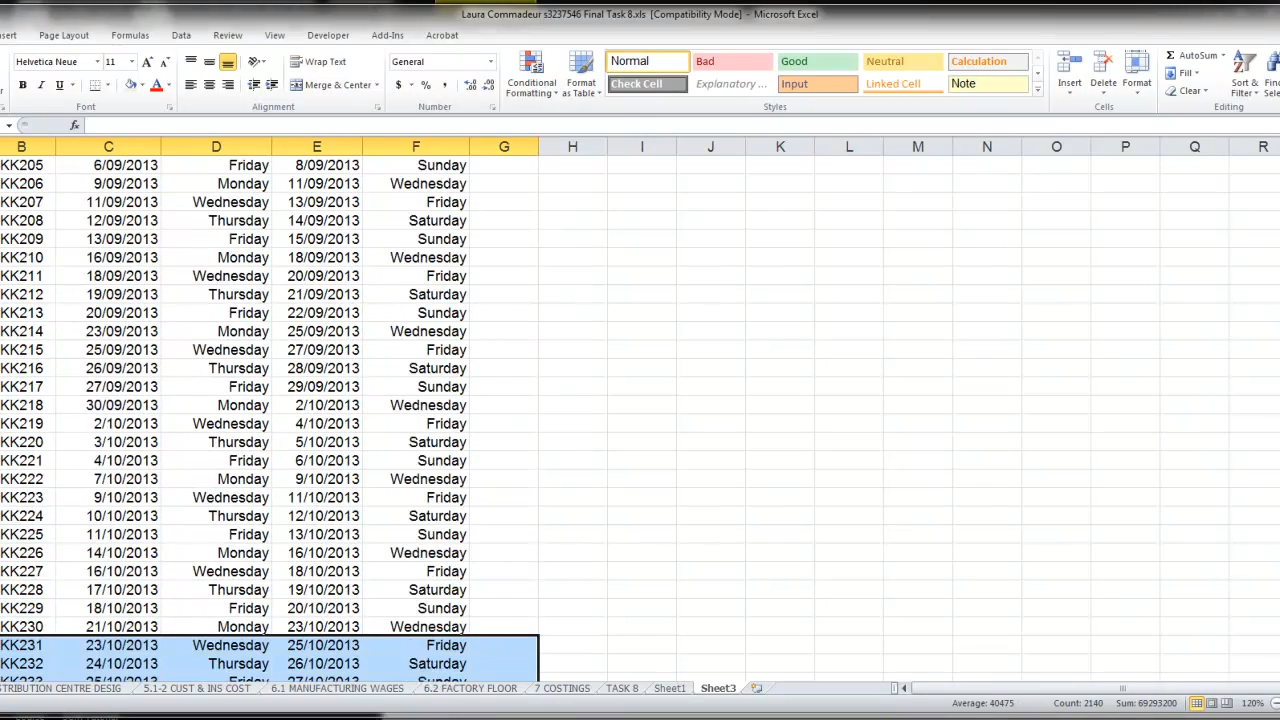 Laura Commadeur s3237546 Final Task 8.xls [Compatibility Mode] - Microsoft Excel
nsert Page Layout Formulas Data Review View Developer Add-Ins Acrobat
Helvetica Neue 11 A A Wrap Text General Conditional Formatting Format as Table Normal Bad Good Neutral Calculation Insert Delete Format Σ AutoSum Sort & Filter Find Sele
B I U A Merge & Center $ % , Check Cell Explanatory ... Input Linked Cell Note Fill Clear
Font Alignment Number Styles Cells Editing
fx
B C D E F G H I J K L M N O P Q R
KK205 6/09/2013 Friday 8/09/2013 Sunday
KK206 9/09/2013 Monday 11/09/2013 Wednesday
KK207 11/09/2013 Wednesday 13/09/2013 Friday
KK208 12/09/2013 Thursday 14/09/2013 Saturday
KK209 13/09/2013 Friday 15/09/2013 Sunday
KK210 16/09/2013 Monday 18/09/2013 Wednesday
KK211 18/09/2013 Wednesday 20/09/2013 Friday
KK212 19/09/2013 Thursday 21/09/2013 Saturday
KK213 20/09/2013 Friday 22/09/2013 Sunday
KK214 23/09/2013 Monday 25/09/2013 Wednesday
KK215 25/09/2013 Wednesday 27/09/2013 Friday
KK216 26/09/2013 Thursday 28/09/2013 Saturday
KK217 27/09/2013 Friday 29/09/2013 Sunday
KK218 30/09/2013 Monday 2/10/2013 Wednesday
KK219 2/10/2013 Wednesday 4/10/2013 Friday
KK220 3/10/2013 Thursday 5/10/2013 Saturday
KK221 4/10/2013 Friday 6/10/2013 Sunday
KK222 7/10/2013 Monday 9/10/2013 Wednesday
KK223 9/10/2013 Wednesday 11/10/2013 Friday
KK224 10/10/2013 Thursday 12/10/2013 Saturday
KK225 11/10/2013 Friday 13/10/2013 Sunday
KK226 14/10/2013 Monday 16/10/2013 Wednesday
KK227 16/10/2013 Wednesday 18/10/2013 Friday
KK228 17/10/2013 Thursday 19/10/2013 Saturday
KK229 18/10/2013 Friday 20/10/2013 Sunday
KK230 21/10/2013 Monday 23/10/2013 Wednesday
KK231 23/10/2013 Wednesday 25/10/2013 Friday
KK232 24/10/2013 Thursday 26/10/2013 Saturday
KK233 25/10/2013 Friday 27/10/2013 Sunday
STRIBUTION CENTRE DESIG 5.1-2 CUST & INS COST 6.1 MANUFACTURING WAGES 6.2 FACTORY FLOOR 7 COSTINGS TASK 8 Sheet1 Sheet3
Average: 40475 Count: 2140 Sum: 69293200 120%